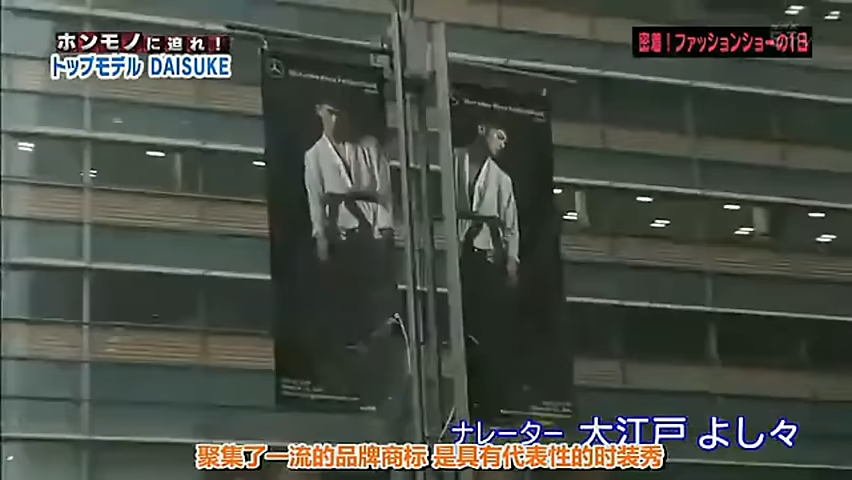 ホンモノに迫れ!
トップモデル DAISUKE
密着!ファッションショーの1日
ナレーター 大江戸 よし々
聚集了一流的品牌商标 是具有代表性的时装秀